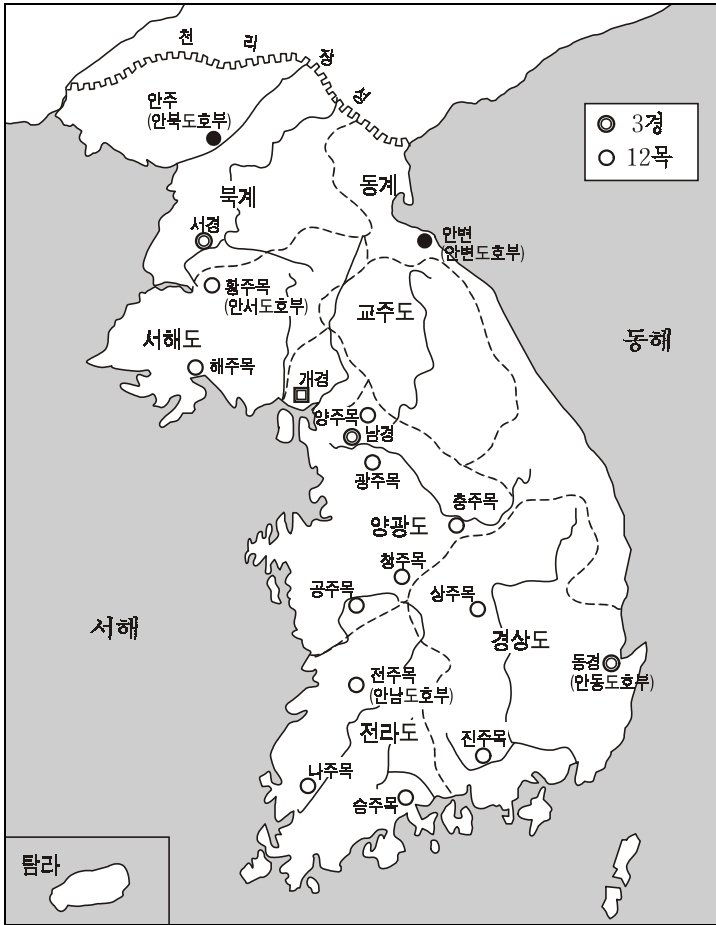 천 리 장 성
안주
(안북도호부)
3경
12목
동계
북계
서경
안변
(안변도호부)
황주목
(안서도호부)
교주도
서해도
동해
해주목
개경
양주목
남경
광주목
충주목
양광도
청주목
공주목
상주목
서해
경상도
동경
(안동도호부)
전주목
(안남도호부)
전라도
진주목
나주목
승주목
탐라